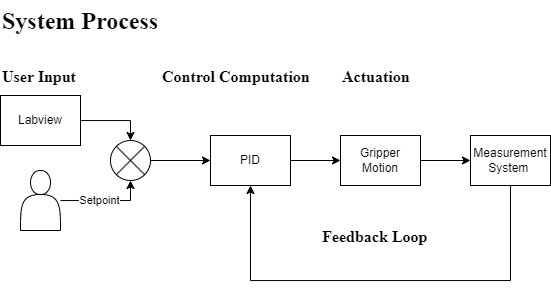 System Process
User Input
Control Computation
Actuation
Labview
PID
Gripper
Motion
Measurement
System
Setpoint
Feedback Loop